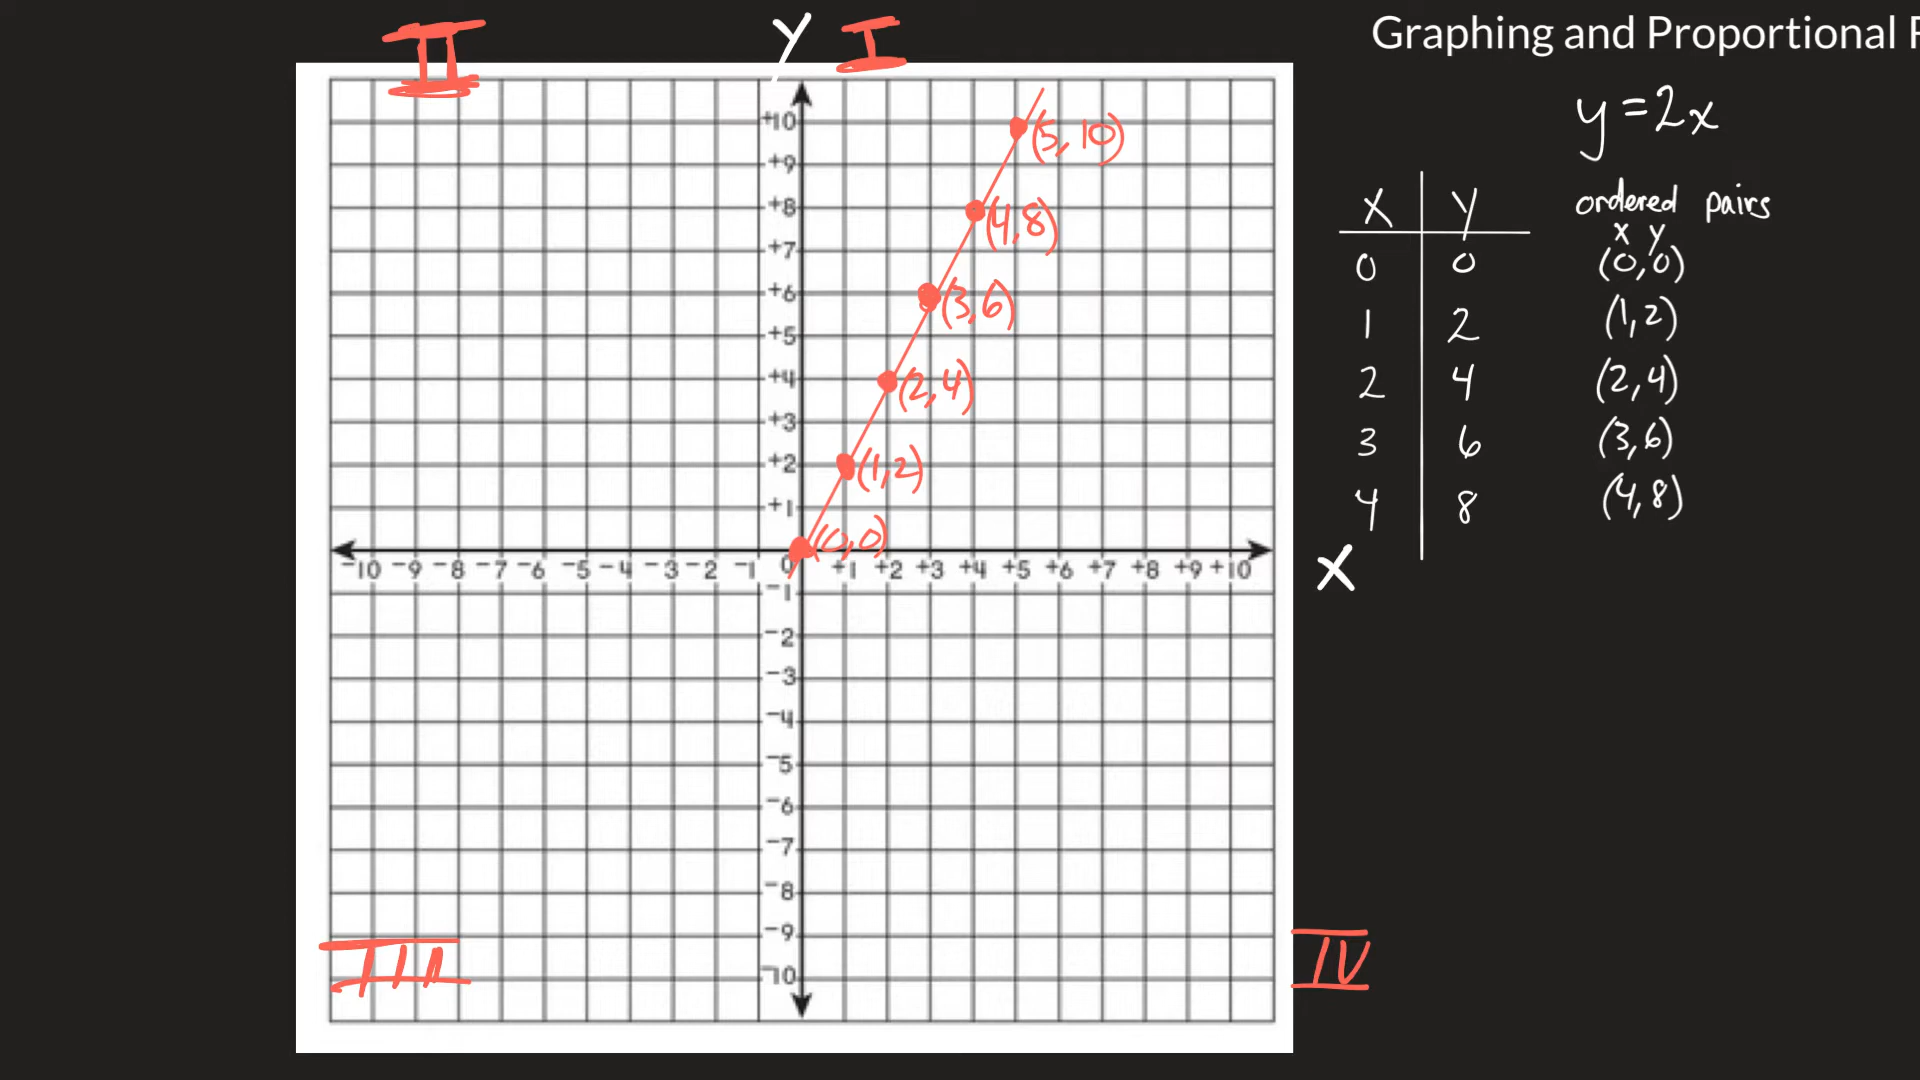 Graphing and Proportional
II
Y
I
y=2x
+10
+9
+8
+7
+6
+5
+4
+3
+2
+1
(5,10)
(4,8)
(3,6)
(2,4)
(1,2)
(0,0)
X | Y ordered pairs
x y
0 0 (0,0)
1 2 (1,2)
2 4 (2,4)
3 6 (3,6)
4 8 (4,8)
X
-10 -9 -8 -7 -6 -5 -4 -3 -2 -1 0 +1 +2 +3 +4 +5 +6 +7 +8 +9 +10
-1
-2
-3
-4
-5
-6
-7
-8
-9
-10
III
IV